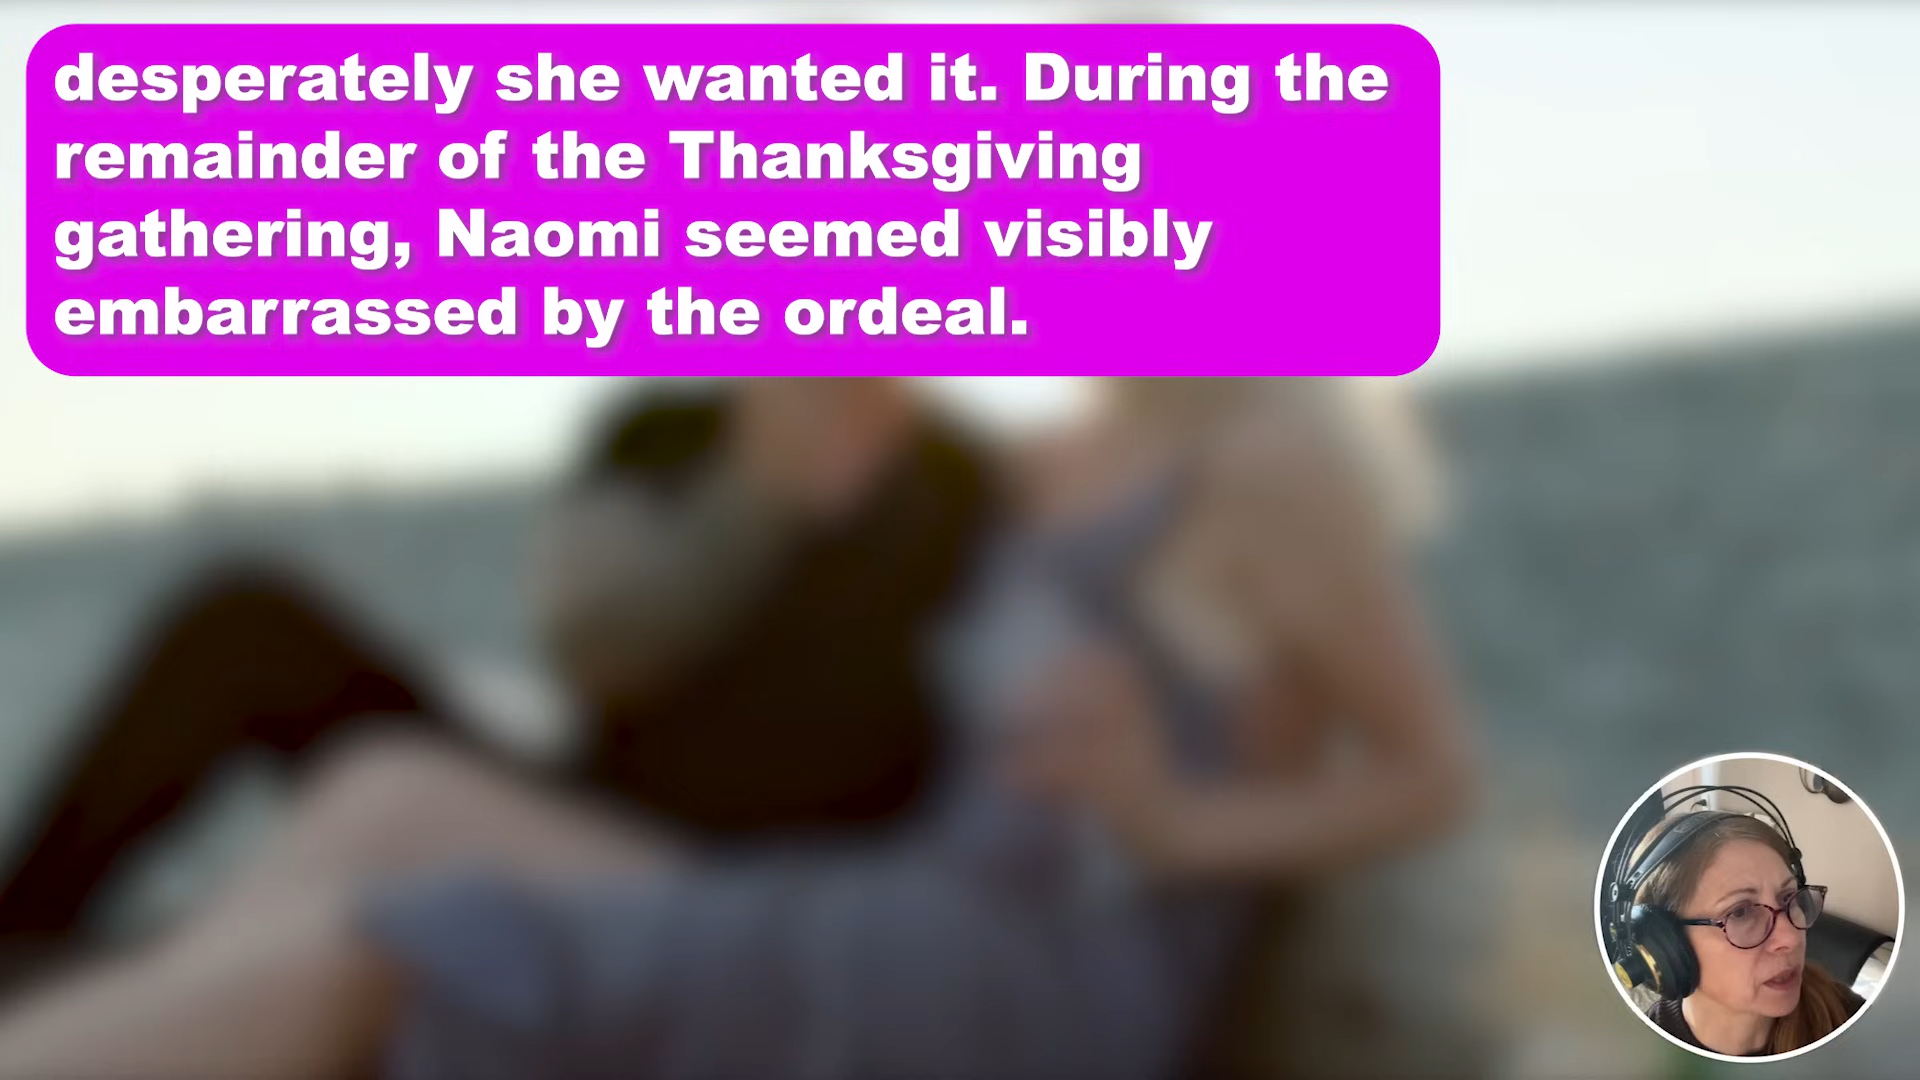 desperately she wanted it. During the
remainder of the Thanksgiving
gathering, Naomi seemed visibly
embarrassed by the ordeal.